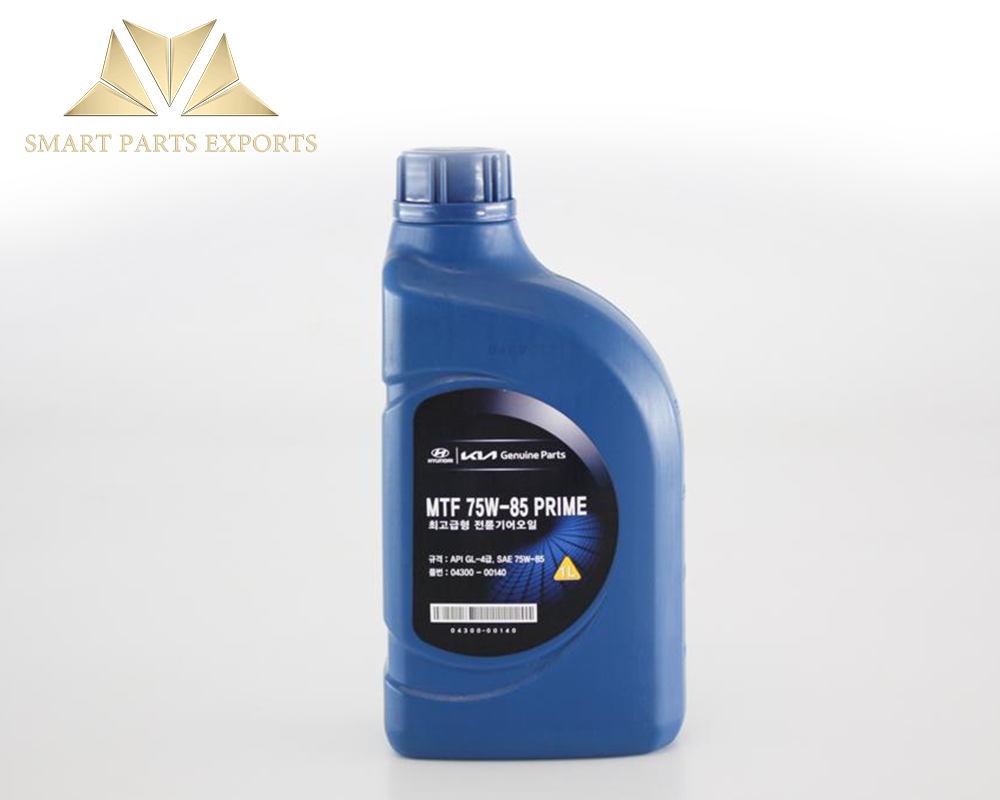 SMART PARTS EXPORTS
HYUNDAI | KIA Genuine Parts
MTF 75W-85 PRIME
최고급형 전륜기어오일
규격 : API GL-4급, SAE 75W-85
품번 : 04300 - 00140
1L
04300-00140